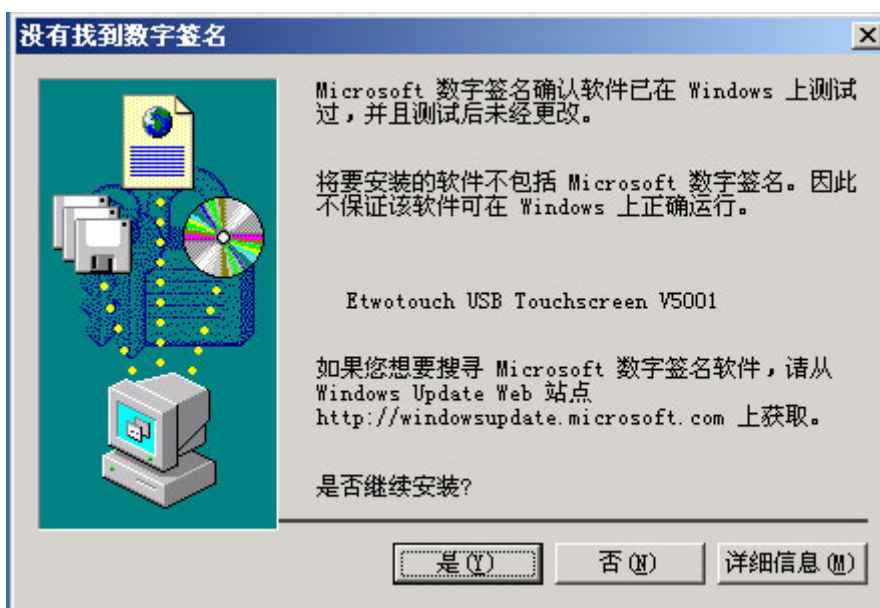 没有找到数字签名
Microsoft 数字签名确认软件已在 Windows 上测试
过，并且测试后未经更改。
将要安装的软件不包括 Microsoft 数字签名。因此
不保证该软件可在 Windows 上正确运行。
Etwotouch USB Touchscreen V5001
如果您想要搜寻 Microsoft 数字签名软件，请从
Windows Update Web 站点
http://windowsupdate.microsoft.com 上获取。
是否继续安装?
是(Y) 否(N) 详细信息(M)